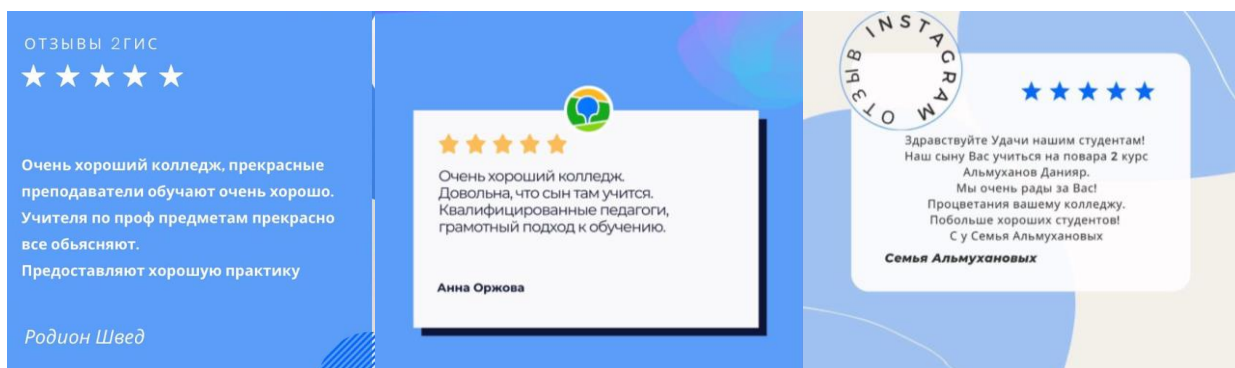 ОТЗЫВЫ 2ГИС
Очень хороший колледж, прекрасные
преподаватели обучают очень хорошо.
Учителя по проф предметам прекрасно
все обьясняют.
Предоставляют хорошую практику
Родион Швед
Очень хороший колледж.
Довольна, что сын там учится.
Квалифицированные педагоги,
грамотный подход к обучению.
Анна Оржова
ОТЗЫВ INSTAGRAM
Здравствуйте Удачи нашим студентам!
Наш сыну Вас учиться на повара 2 курс
Альмуханов Данияр.
Мы очень рады за Вас!
Процветания вашему колледжу.
Побольше хороших студентов!
С у Семья Альмухановых
Семья Альмухановых